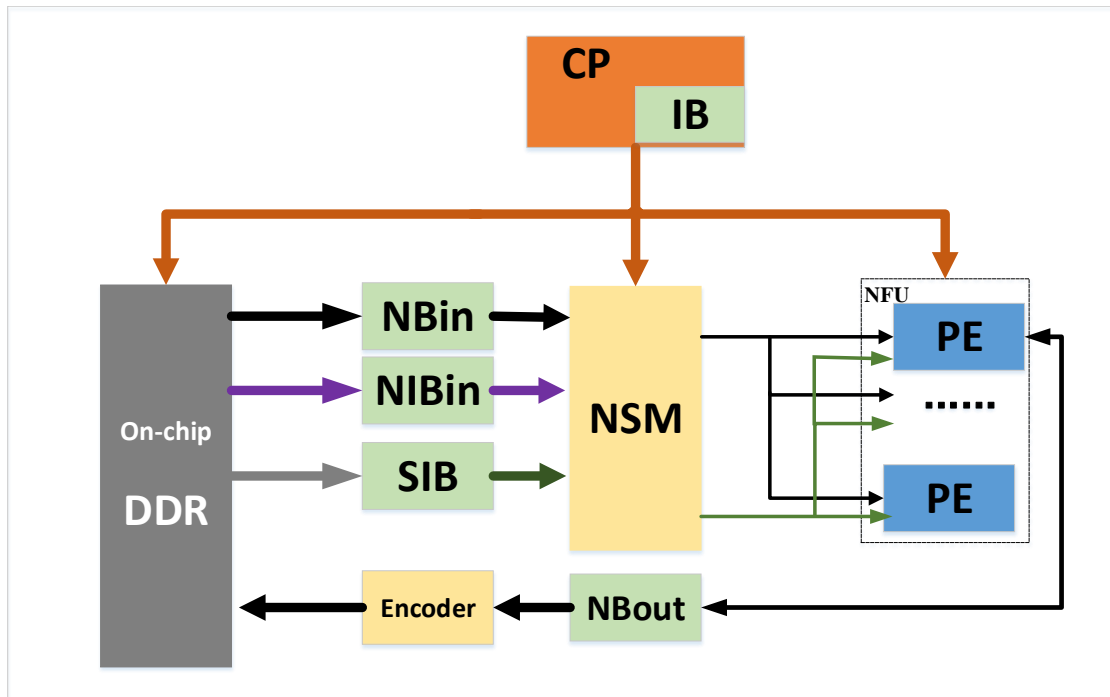 CP
IB
NFU
NBin
PE
NIBin
......
On-chip
NSM
SIB
DDR
PE
Encoder
NBout